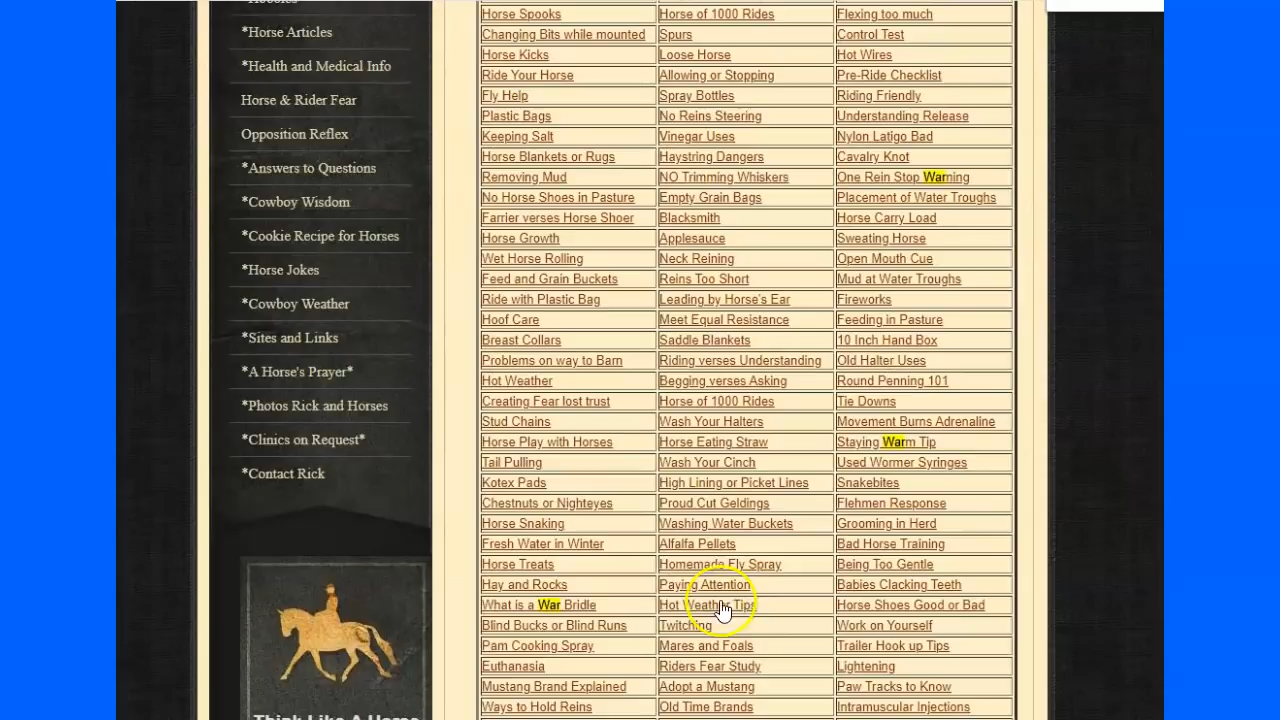 *Horse Articles
*Health and Medical Info
Horse & Rider Fear
Opposition Reflex
*Answers to Questions
*Cowboy Wisdom
*Cookie Recipe for Horses
*Horse Jokes
*Cowboy Weather
*Sites and Links
*A Horse's Prayer*
*Photos Rick and Horses
*Clinics on Request*
*Contact Rick
Think Like A Horse
Horse Spooks Horse of 1000 Rides Flexing too much
Changing Bits while mounted Spurs Control Test
Horse Kicks Loose Horse Hot Wires
Ride Your Horse Allowing or Stopping Pre-Ride Checklist
Fly Help Spray Bottles Riding Friendly
Plastic Bags No Reins Steering Understanding Release
Keeping Salt Vinegar Uses Nylon Latigo Bad
Horse Blankets or Rugs Haystring Dangers Cavalry Knot
Removing Mud NO Trimming Whiskers One Rein Stop Warning
No Horse Shoes in Pasture Empty Grain Bags Placement of Water Troughs
Farrier verses Horse Shoer Blacksmith Horse Carry Load
Horse Growth Applesauce Sweating Horse
Wet Horse Rolling Neck Reining Open Mouth Cue
Feed and Grain Buckets Reins Too Short Mud at Water Troughs
Ride with Plastic Bag Leading by Horse's Ear Fireworks
Hoof Care Meet Equal Resistance Feeding in Pasture
Breast Collars Saddle Blankets 10 Inch Hand Box
Problems on way to Barn Riding verses Understanding Old Halter Uses
Hot Weather Begging verses Asking Round Penning 101
Creating Fear lost trust Horse of 1000 Rides Tie Downs
Stud Chains Wash Your Halters Movement Burns Adrenaline
Horse Play with Horses Horse Eating Straw Staying Warm Tip
Tail Pulling Wash Your Cinch Used Wormer Syringes
Kotex Pads High Lining or Picket Lines Snakebites
Chestnuts or Nighteyes Proud Cut Geldings Flehmen Response
Horse Snaking Washing Water Buckets Grooming in Herd
Fresh Water in Winter Alfalfa Pellets Bad Horse Training
Horse Treats Homemade Fly Spray Being Too Gentle
Hay and Rocks Paying Attention Babies Clacking Teeth
What is a War Bridle Hot Weather Tips Horse Shoes Good or Bad
Blind Bucks or Blind Runs Twitching Work on Yourself
Pam Cooking Spray Mares and Foals Trailer Hook up Tips
Euthanasia Riders Fear Study Lightening
Mustang Brand Explained Adopt a Mustang Paw Tracks to Know
Ways to Hold Reins Old Time Brands Intramuscular Injections